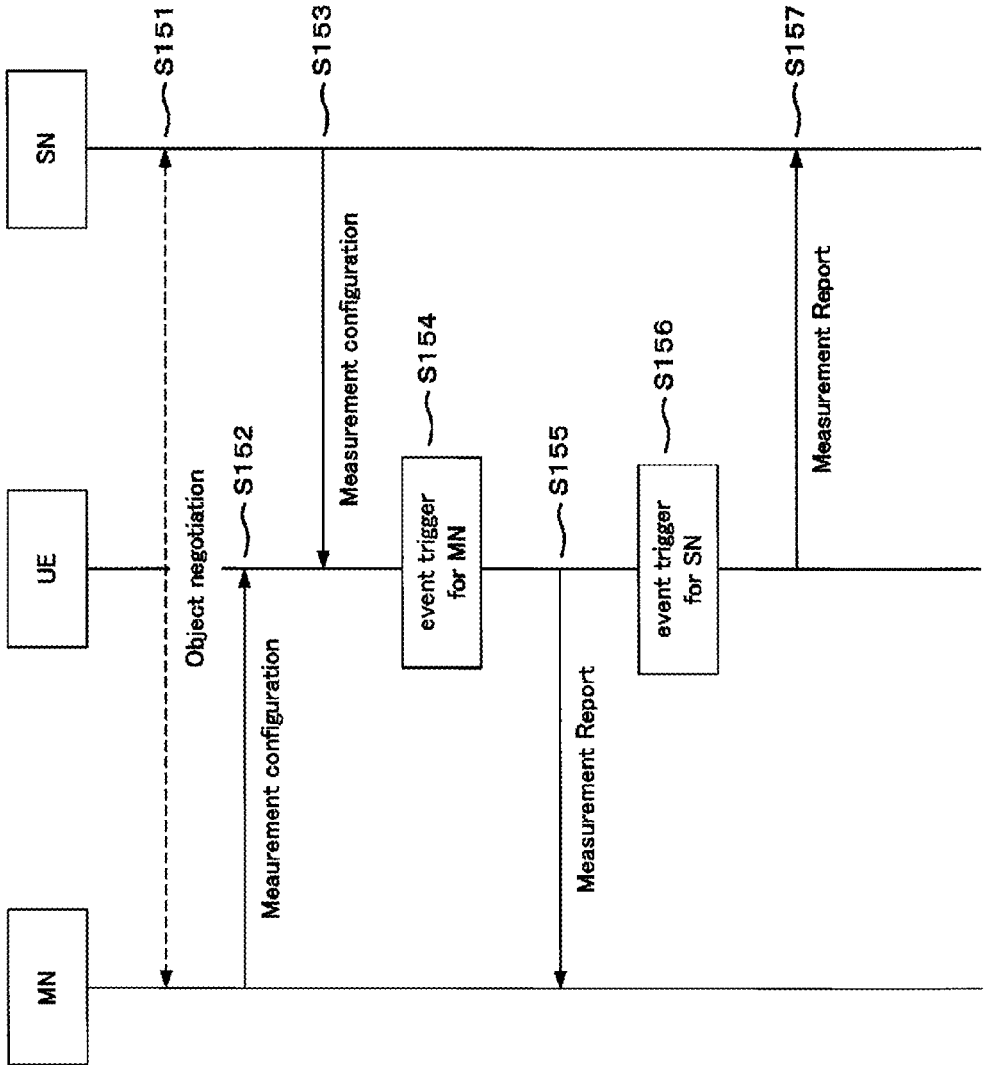 MN
UE
SN
S151
Object negotiation
S152
Meaurement configuration
S153
Measurement configuration
event trigger
for MN
S154
S155
Measurement Report
event trigger
for SN
S156
S157
Measurement Report